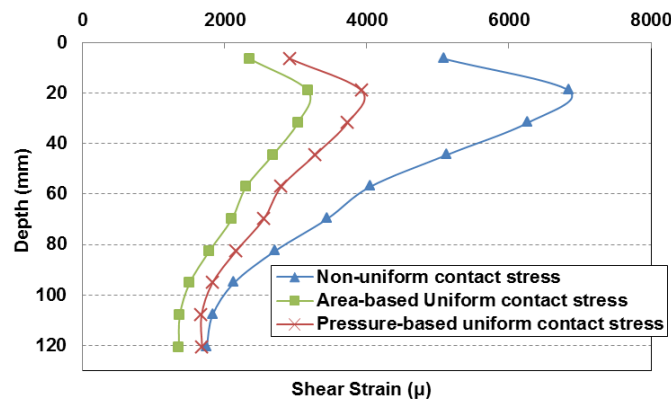 0 2000 4000 6000 8000
0
20
40
60
80
100
120
Depth (mm)
Non-uniform contact stress
Area-based Uniform contact stress
Pressure-based uniform contact stress
Shear Strain (μ)